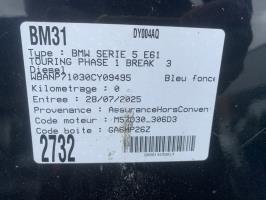 BM31 DY004AQ
Type : BMW SERIE 5 E61
TOURING PHASE 1 BREAK 3
Diesel
WBANP71030CY09495 Bleu fonce
Kilometrage : 0
Entree : 28/07/2025
Provenance : AssuranceHorsConven
Code moteur : M57D30_306D3
Code boite : GA6HP26Z
2732